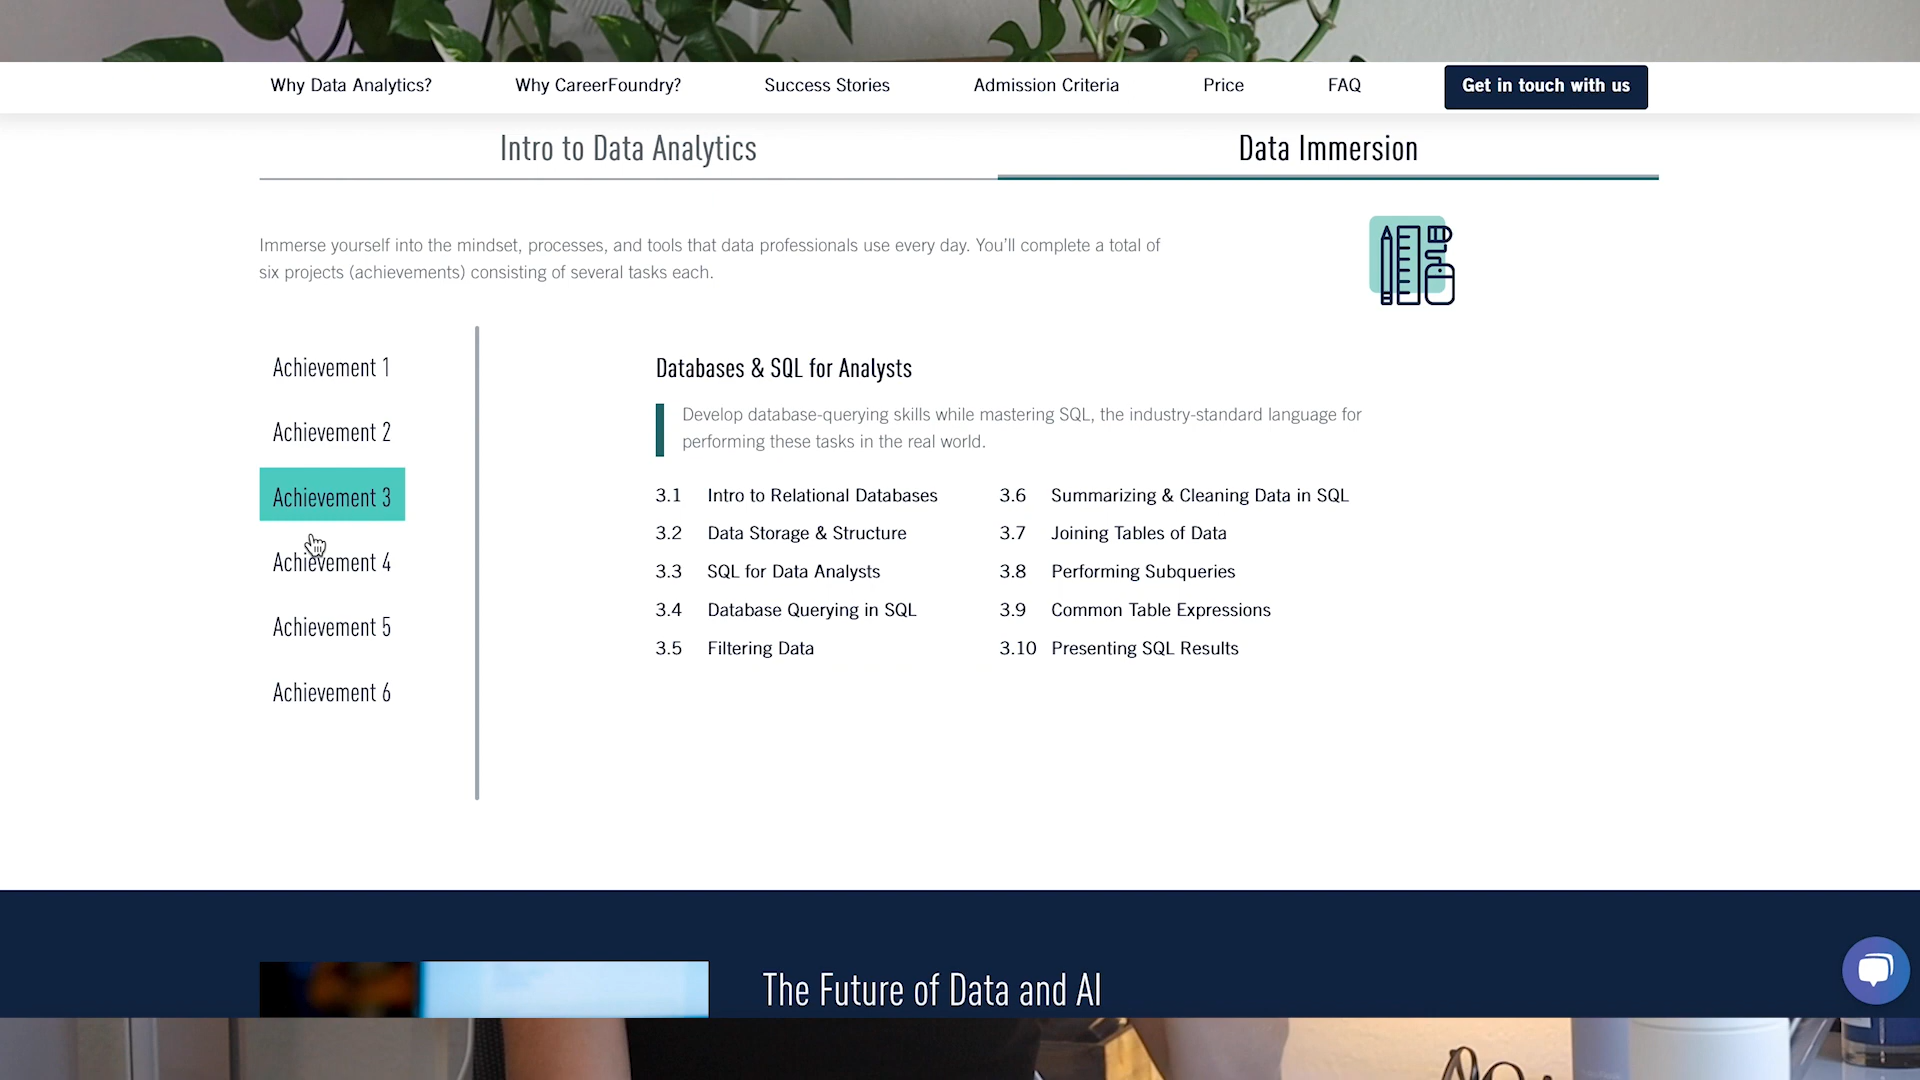 Why Data Analytics?
Why CareerFoundry?
Success Stories
Admission Criteria
Price
FAQ
Get in touch with us
Intro to Data Analytics
Data Immersion
Immerse yourself into the mindset, processes, and tools that data professionals use every day. You'll complete a total of
six projects (achievements) consisting of several tasks each.
Achievement 1
Achievement 2
Achievement 3
Achievement 4
Achievement 5
Achievement 6
Databases & SQL for Analysts
Develop database-querying skills while mastering SQL, the industry-standard language for
performing these tasks in the real world.
3.1 Intro to Relational Databases
3.2 Data Storage & Structure
3.3 SQL for Data Analysts
3.4 Database Querying in SQL
3.5 Filtering Data
3.6 Summarizing & Cleaning Data in SQL
3.7 Joining Tables of Data
3.8 Performing Subqueries
3.9 Common Table Expressions
3.10 Presenting SQL Results
The Future of Data and AI